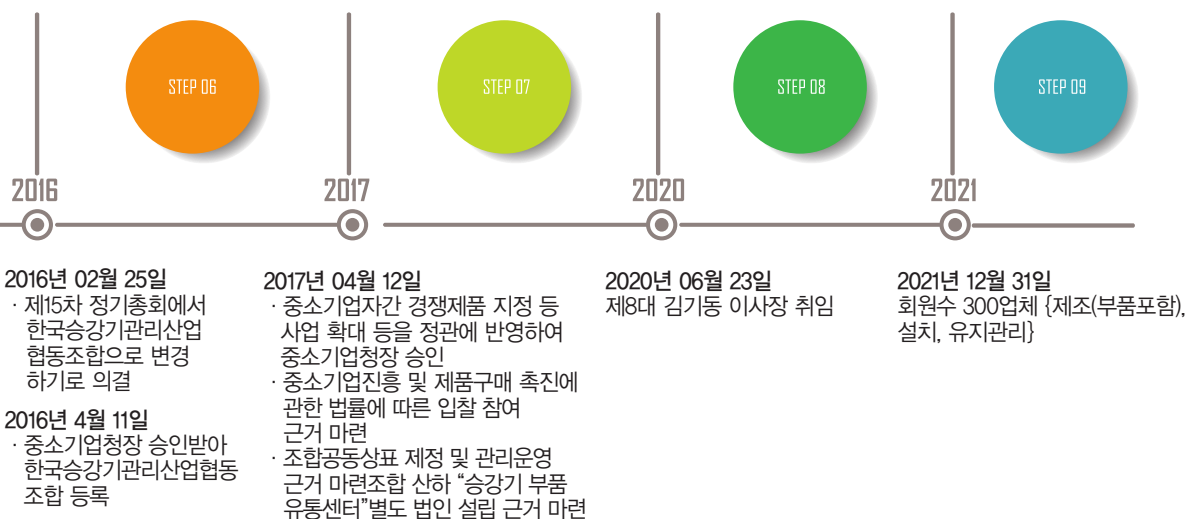 STEP 06
STEP 07
STEP 08
STEP 09
2016
2017
2020
2021
2016년 02월 25일
· 제15차 정기총회에서
한국승강기관리산업
협동조합으로 변경
하기로 의결
2016년 4월 11일
· 중소기업청장 승인받아
한국승강기관리산업협동
조합 등록
2017년 04월 12일
· 중소기업자간 경쟁제품 지정 등
사업 확대 등을 정관에 반영하여
중소기업청장 승인
· 중소기업진흥 및 제품구매 촉진에
관한 법률에 따른 입찰 참여
근거 마련
· 조합공동상표 제정 및 관리운영
근거 마련조합 산하 “승강기 부품
유통센터”별도 법인 설립 근거 마련
2020년 06월 23일
제8대 김기동 이사장 취임
2021년 12월 31일
회원수 300업체 {제조(부품포함),
설치, 유지관리}